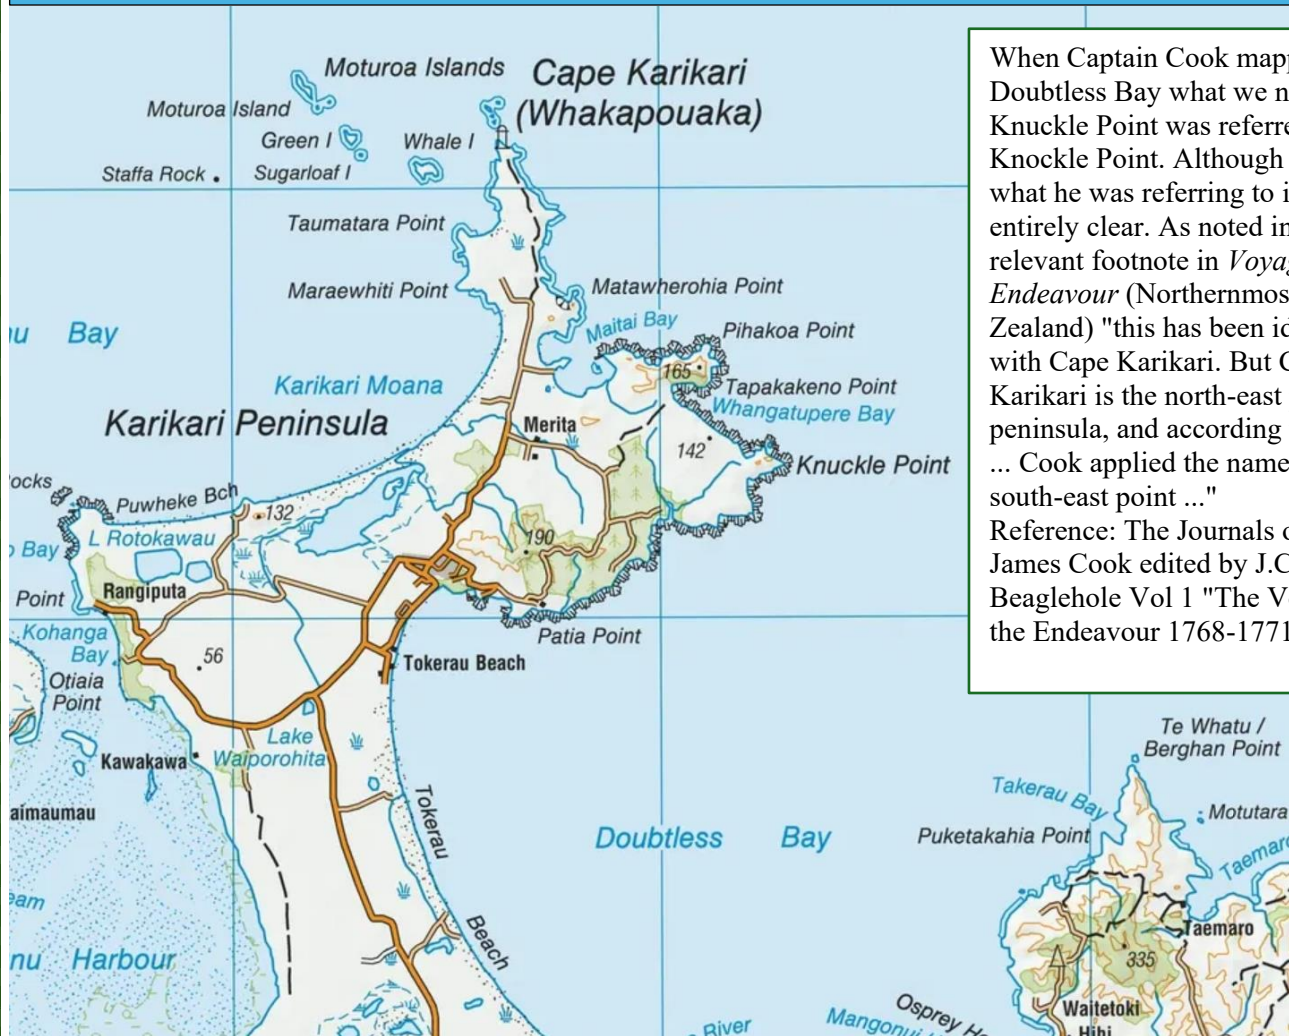 Moturoa Islands
Cape Karikari
(Whakapouaka)
Moturoa Island
Green I
Whale I
Staffa Rock
Sugarloaf I
Taumatara Point
Maraewhiti Point
Matawherohia Point
Maitai Bay
Pihakoa Point
Bay
165
Tapakakeno Point
Karikari Moana
Whangatupere Bay
Karikari Peninsula
Merita
142
Knuckle Point
Puwheke Bch
132
L Rotokawau
190
Bay
Rangiputa
Point
Kohanga
Bay
Patia Point
56
Tokerau Beach
Otiaia
Point
Lake
Waiporohita
Kawakawa
Tokerau
Beach
Doubtless Bay
Harbour
When Captain Cook
Doubtless Bay what we
Knuckle Point was
Knockle Point. Although
what he was referring to
entirely clear. As noted
relevant footnote in
Endeavour
Zealand) "this has been
with Cape Karikari. But
Karikari is the north-east
peninsula, and according
... Cook applied the name
south-east point ..."
Reference: The Journals
James Cook edited by
Beaglehole Vol 1 "The
the Endeavour 1768-1771
Te Whatu /
Berghan Point
Takerau Bay
Motutara
Puketakahia Point
Taemaro
Taemaro
335
Waitetoki
Hihi
Osprey
Mangonui
River